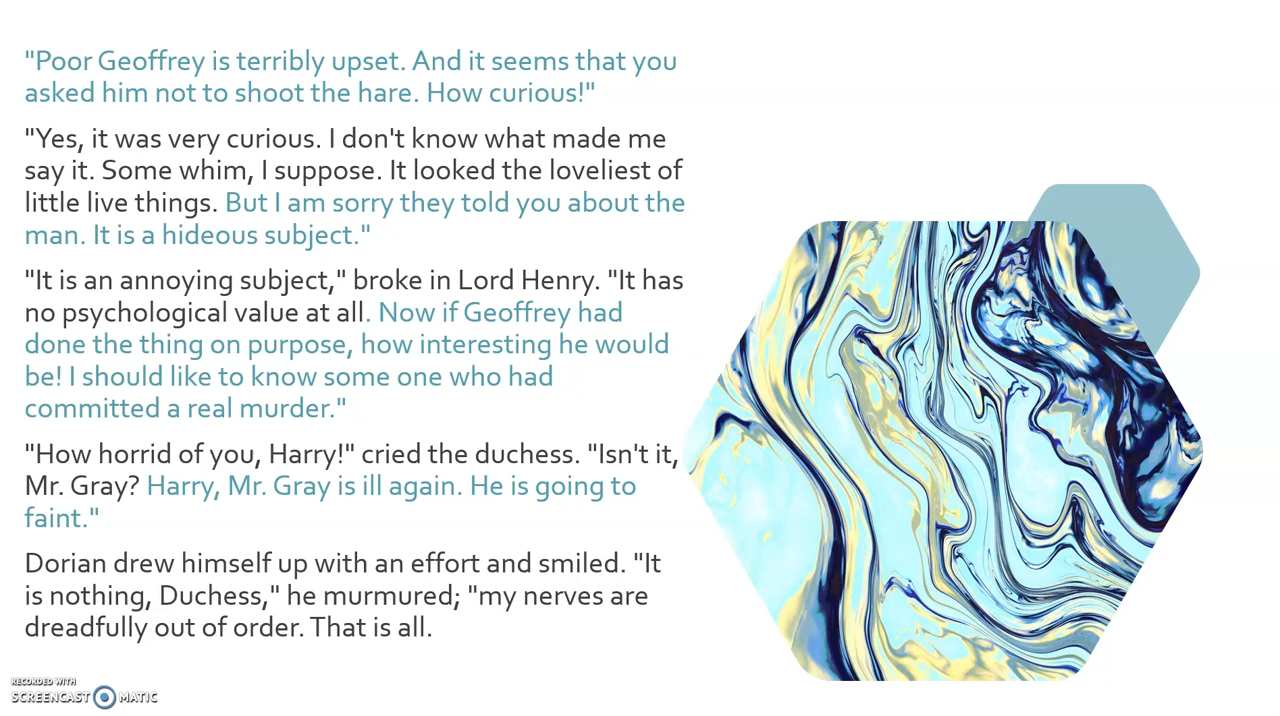 "Poor Geoffrey is terribly upset. And it seems that you
asked him not to shoot the hare. How curious!"
"Yes, it was very curious. I don't know what made me
say it. Some whim, I suppose. It looked the loveliest of
little live things. But I am sorry they told you about the
man. It is a hideous subject."
"It is an annoying subject," broke in Lord Henry. "It has
no psychological value at all. Now if Geoffrey had
done the thing on purpose, how interesting he would
be! I should like to know some one who had
committed a real murder."
"How horrid of you, Harry!" cried the duchess. "Isn't it,
Mr. Gray? Harry, Mr. Gray is ill again. He is going to
faint."
Dorian drew himself up with an effort and smiled. "It
is nothing, Duchess," he murmured; "my nerves are
dreadfully out of order. That is all.
RECORDED WITH
SCREENCAST MATIC